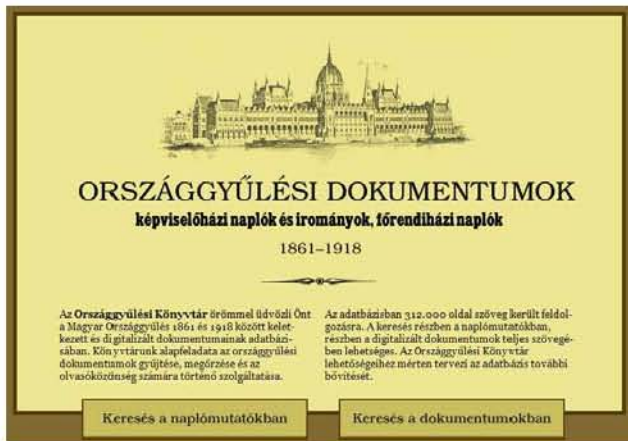 ORSZÁGGYŰLÉSI DOKUMENTUMOK
képviselőházi naplók és irományok, főrendiházi naplók
1861–1918
Az Országgyűlési Könyvtár örömmel üdvözli Önt
a Magyar Országgyűlés 1861 és 1918 között kelet-
kezett és digitalizált dokumentumainak adatbázi-
sában. Könyvtárunk alapfeladata az országgyűlési
dokumentumok gyűjtése, megőrzése és az
olvasóközönség számára történő szolgáltatása.
Az adatbázisban 312.000 oldal szöveg került feldol-
gozásra. A keresés részben a naplómutatókban,
részben a digitalizált dokumentumok teljes szövegé-
ben lehetséges. Az Országgyűlési Könyvtár
lehetőségeihez mérten tervezi az adatbázis további
bővítését.
Keresés a naplómutatókban
Keresés a dokumentumokban